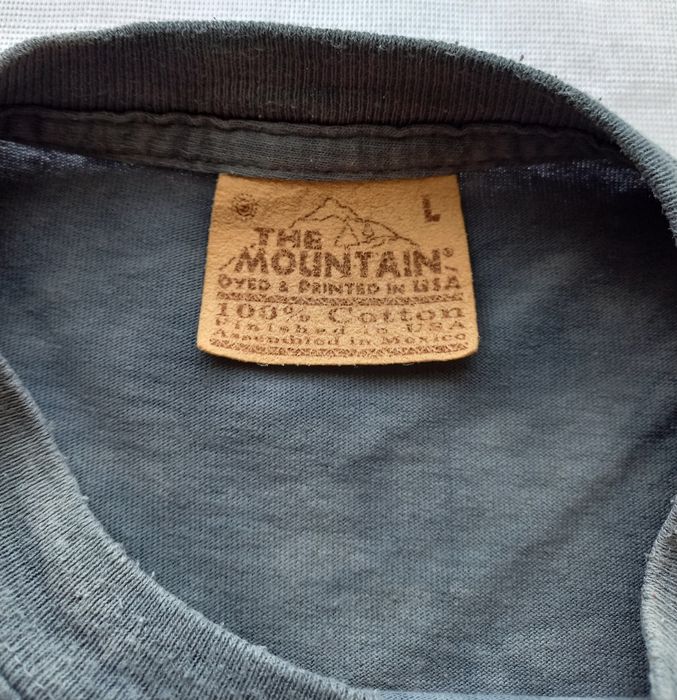 L
THE
MOUNTAIN®
DYED & PRINTED IN USA
100% Cotton
Finished in USA
Assembled in Mexico